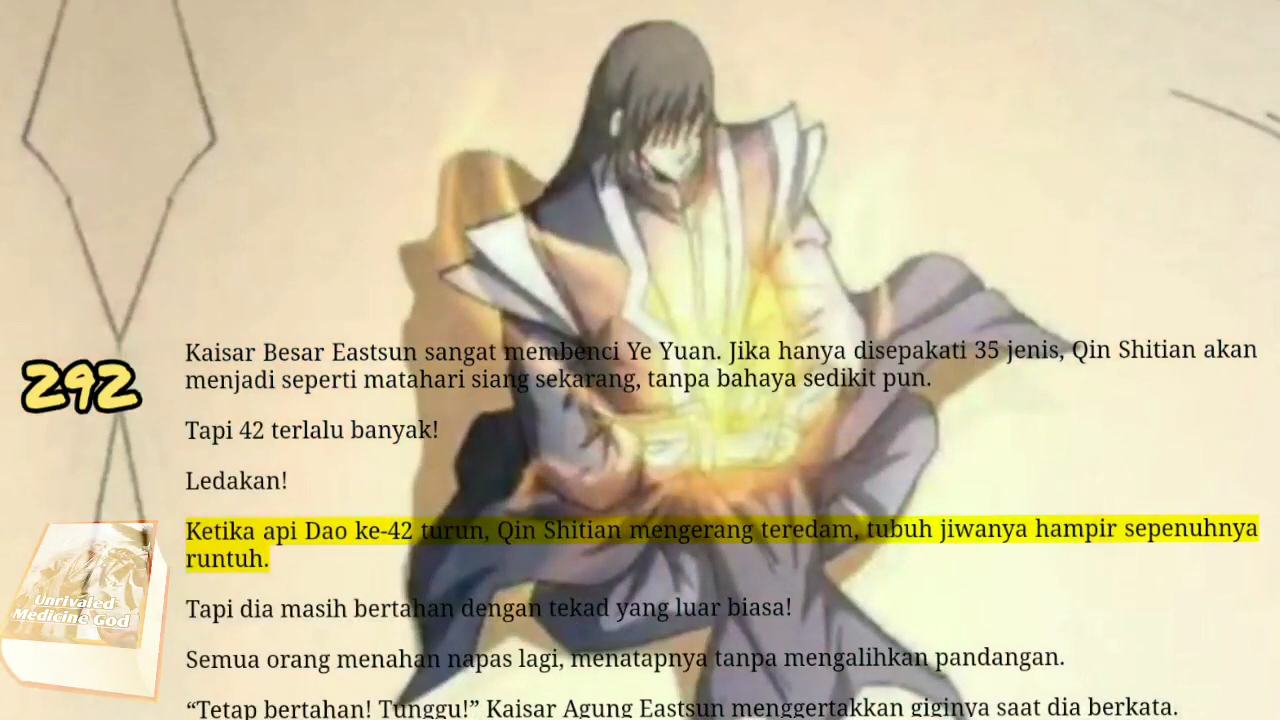 Kaisar Besar Eastsun sangat membenci Ye Yuan. Jika hanya disepakati 35 jenis, Qin Shitian akan
menjadi seperti matahari siang sekarang, tanpa bahaya sedikit pun.
Tapi 42 terlalu banyak!
Ledakan!
292
Ketika api Dao ke-42 turun, Qin Shitian mengerang teredam, tubuh jiwanya hampir sepenuhnya
runtuh.
Tapi dia masih bertahan dengan tekad yang luar biasa!
Unrivaled
Medicine God
Semua orang menahan napas lagi, menatapnya tanpa mengalihkan pandangan.
“Tetap bertahan! Tunggu!” Kaisar Agung Eastsun menggertakkan giginya saat dia berkata.